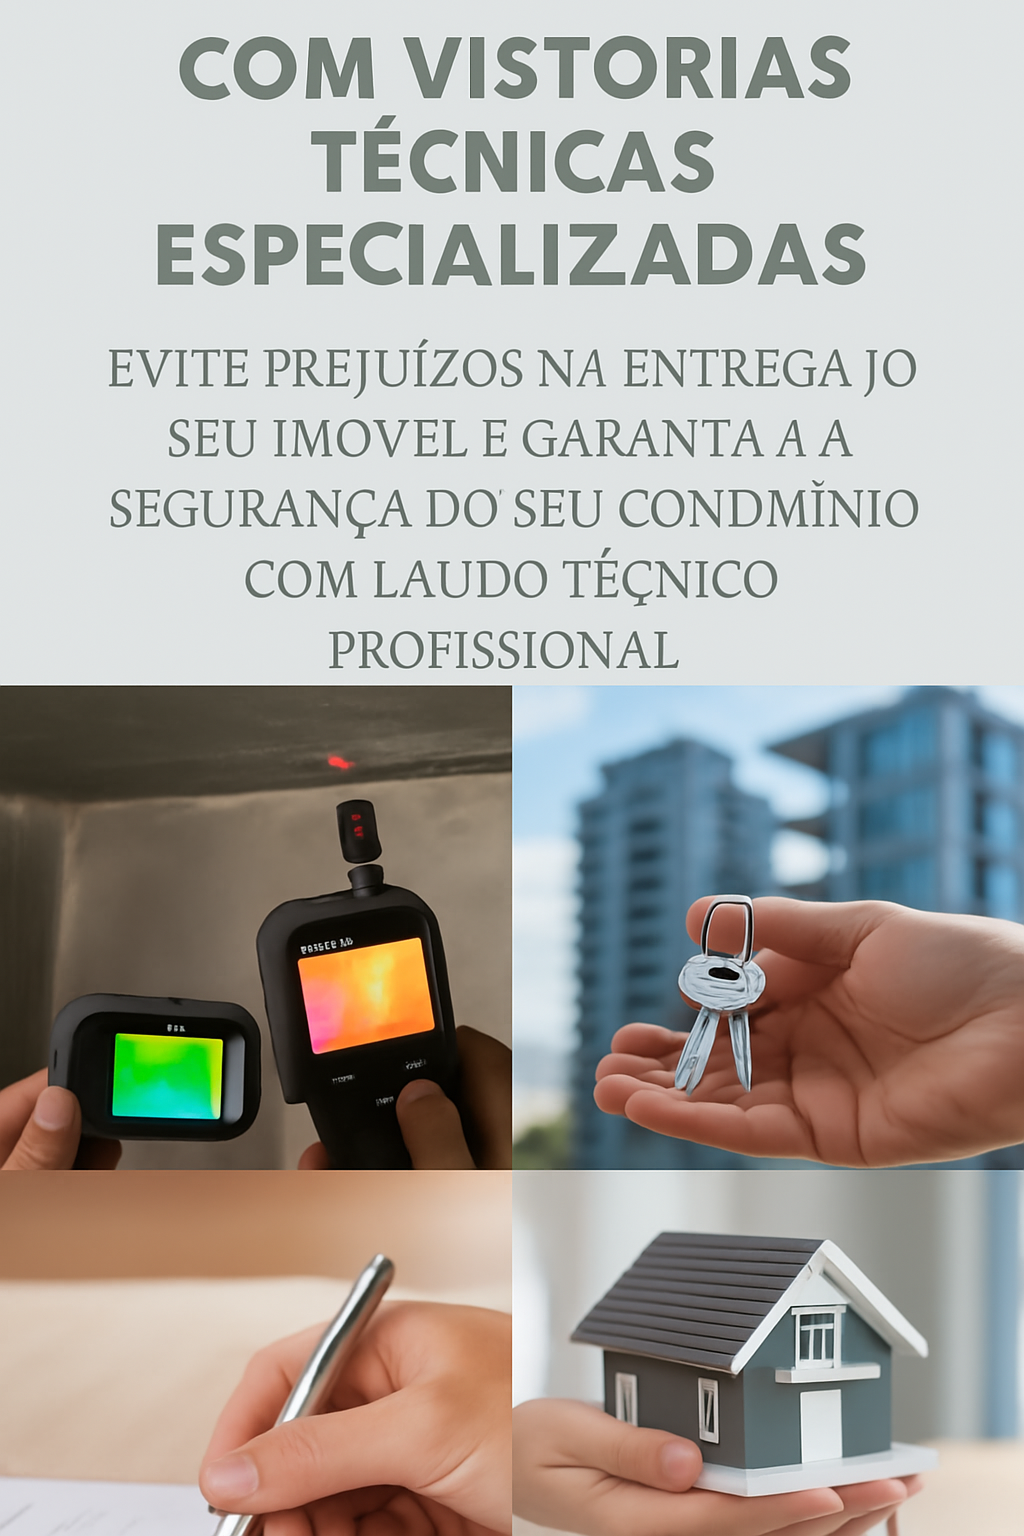 COM VISTORIAS
TÉCNICAS
ESPECIALIZADAS
EVITE PREJUÍZOS NA ENTREGA JO
SEU IMOVEL E GARANTA A A
SEGURANÇA DO' SEU CONDMĬNIO
COM LAUDO TÉÇNICO
PROFISSIONAL